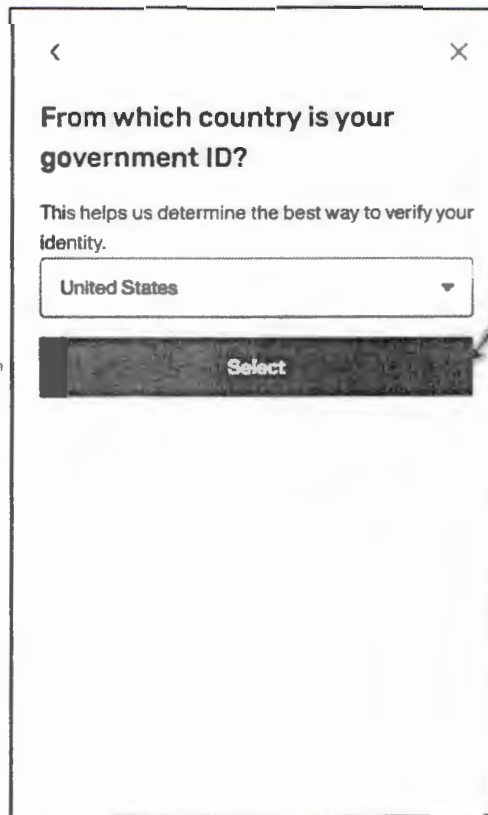 From which country is your
government ID?
This helps us determine the best way to verify your
identity.
United States
Select